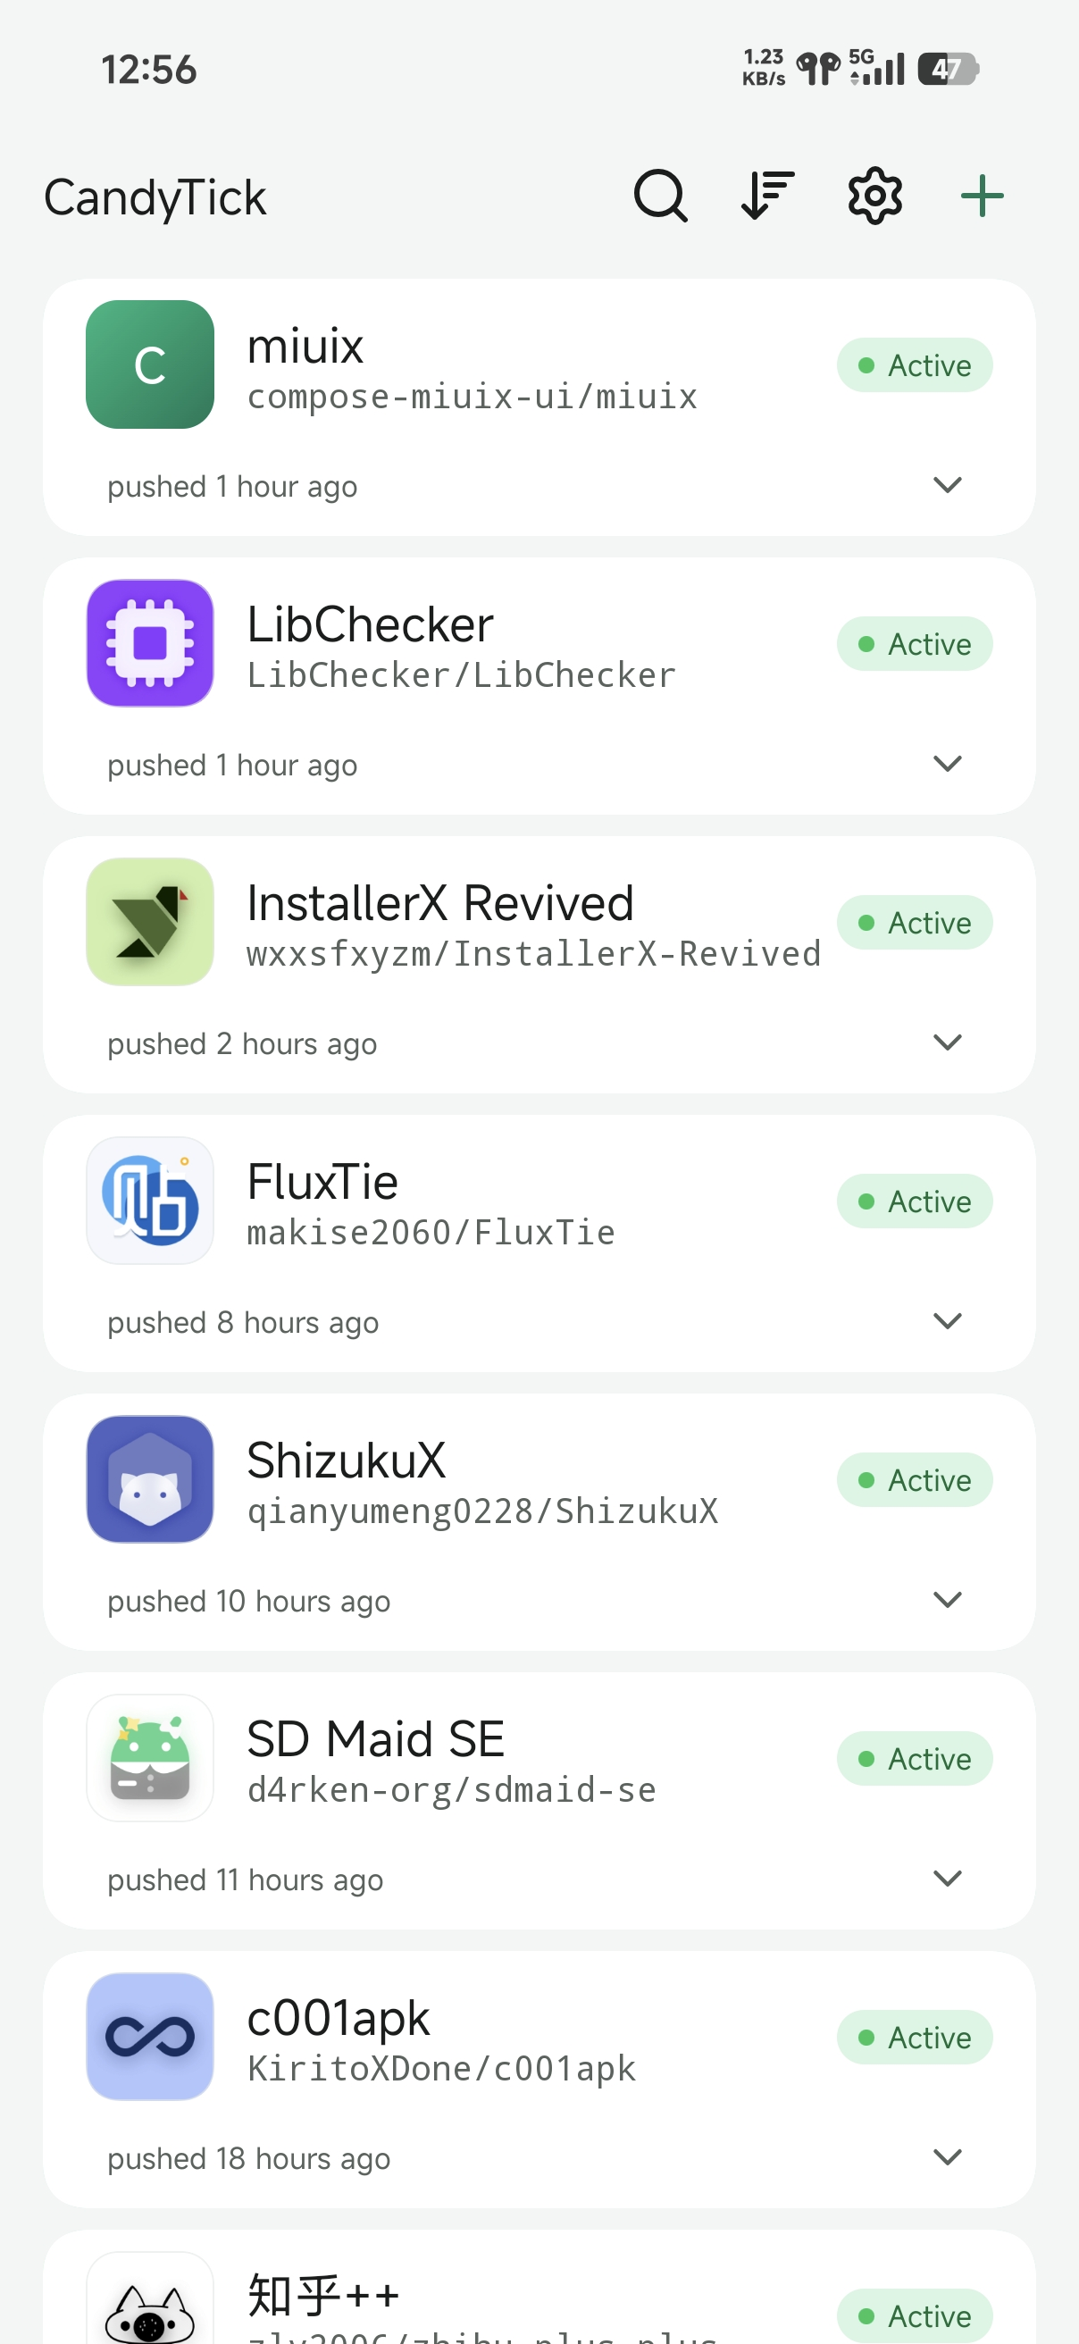 12:56
1.23
KB/s
5G
47
CandyTick
C
miuix
compose-miuix-ui/miuix
Active
pushed 1 hour ago
LibChecker
LibChecker/LibChecker
Active
pushed 1 hour ago
InstallerX Revived
wxxsfxyzm/InstallerX-Revived
Active
pushed 2 hours ago
FluxTie
makise2060/FluxTie
Active
pushed 8 hours ago
ShizukuX
qianyumeng0228/ShizukuX
Active
pushed 10 hours ago
SD Maid SE
d4rken-org/sdmaid-se
Active
pushed 11 hours ago
c001apk
KiritoXDone/c001apk
Active
pushed 18 hours ago
知乎++
Active